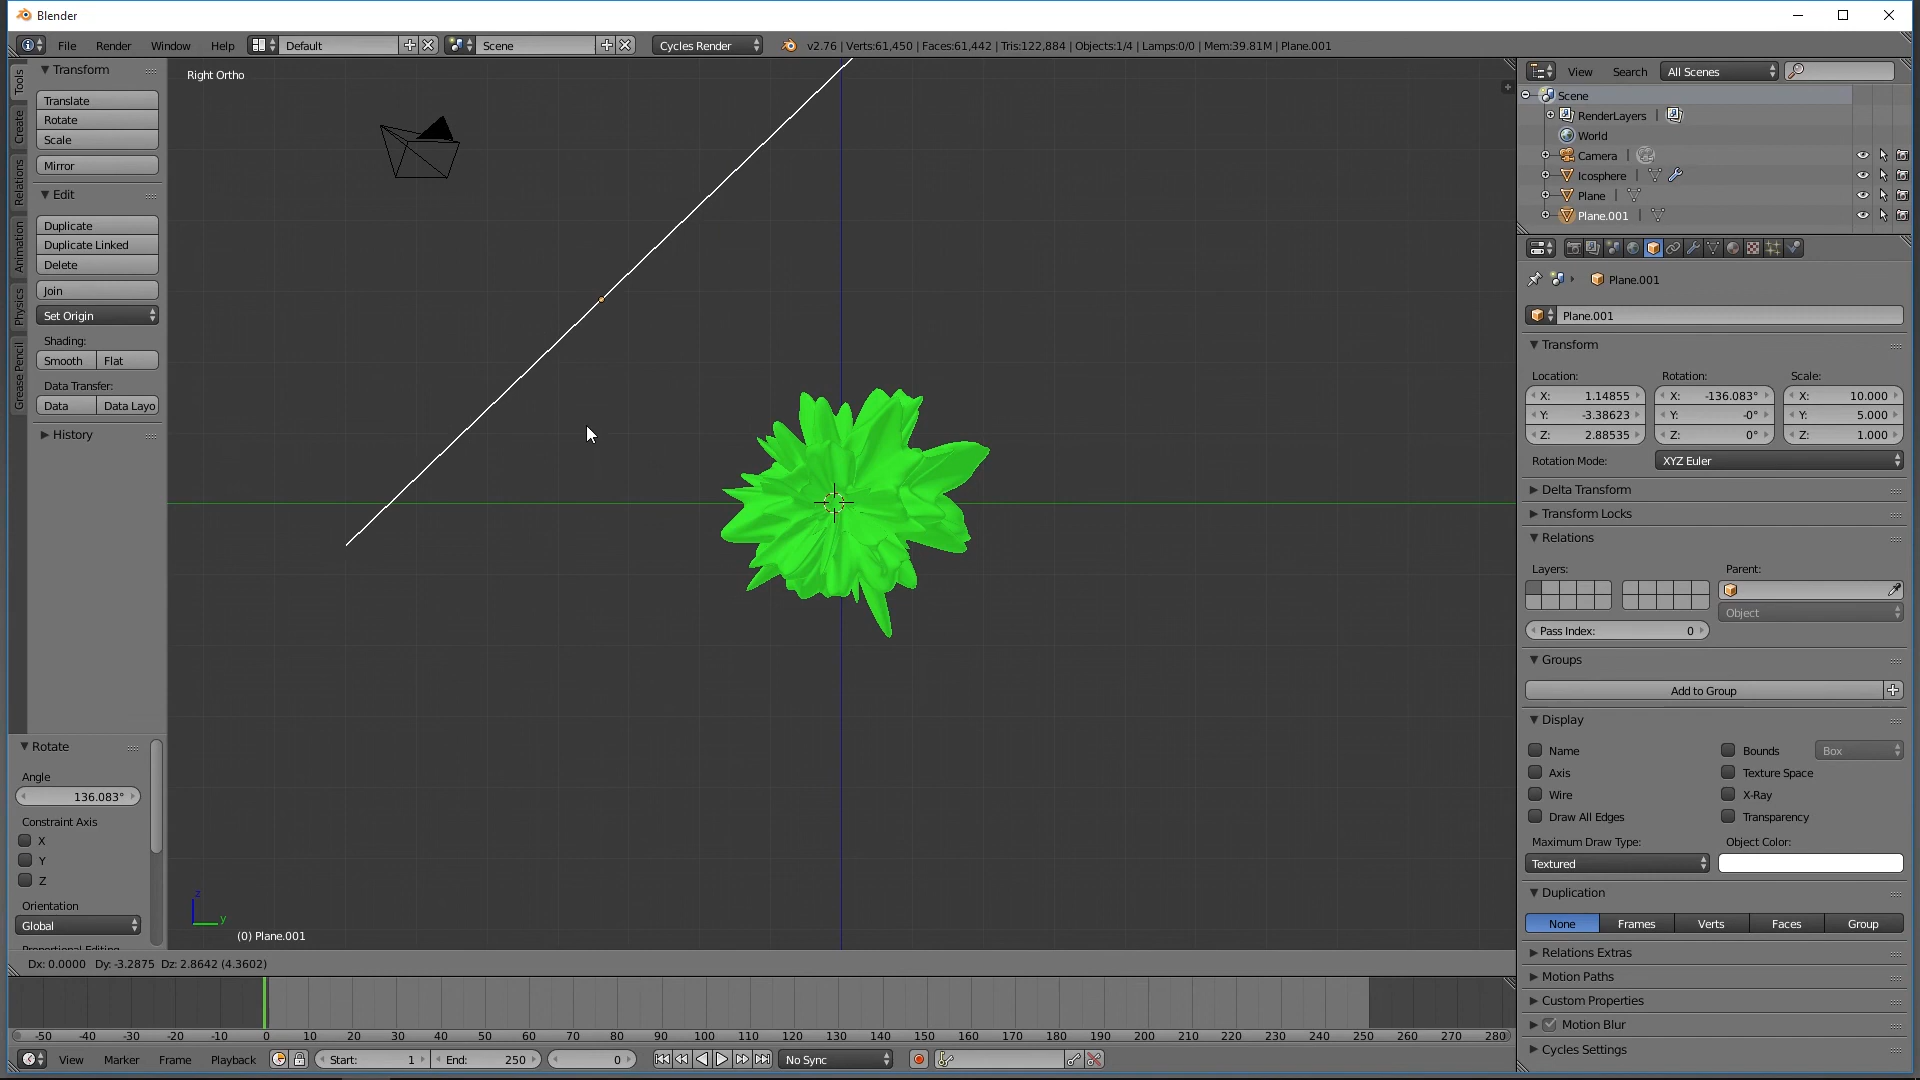 Blender
File Render Window Help Default Scene Cycles Render v2.76 | Verts:61,450 | Faces:61,442 | Tris:122,884 | Objects:1/4 | Lamps:0/0 | Mem:39.81M | Plane.001
Tools
Create
Relations
Animation
Physics
Grease Pencil
Transform
Translate
Rotate
Scale
Mirror
Edit
Duplicate
Duplicate Linked
Delete
Join
Set Origin
Shading:
Smooth Flat
Data Transfer:
Data Data Layo
History
Rotate
Angle
136.083°
Constraint Axis
X
Y
Z
Orientation
Global
Proportional Editing
Right Ortho
z
y
(0) Plane.001
Dx: 0.0000 Dy: -3.2875 Dz: 2.8642 (4.3602)
-50 -40 -30 -20 -10 0 10 20 30 40 50 60 70 80 90 100 110 120 130 140 150 160 170 180 190 200 210 220 230 240 250 260 270 280
View Marker Frame Playback Start: 1 End: 250 0 No Sync
View Search All Scenes
Scene
RenderLayers |
World
Camera |
Icosphere |
Plane |
Plane.001 |
Plane.001
Plane.001
Transform
Location: Rotation: Scale:
X: 1.14855 X: -136.083° X: 10.000
Y: -3.38623 Y: -0° Y: 5.000
Z: 2.88535 Z: 0° Z: 1.000
Rotation Mode: XYZ Euler
Delta Transform
Transform Locks
Relations
Layers: Parent:
Object
Pass Index: 0
Groups
Add to Group
Display
Name Bounds Box
Axis Texture Space
Wire X-Ray
Draw All Edges Transparency
Maximum Draw Type: Object Color:
Textured
Duplication
None Frames Verts Faces Group
Relations Extras
Motion Paths
Custom Properties
Motion Blur
Cycles Settings